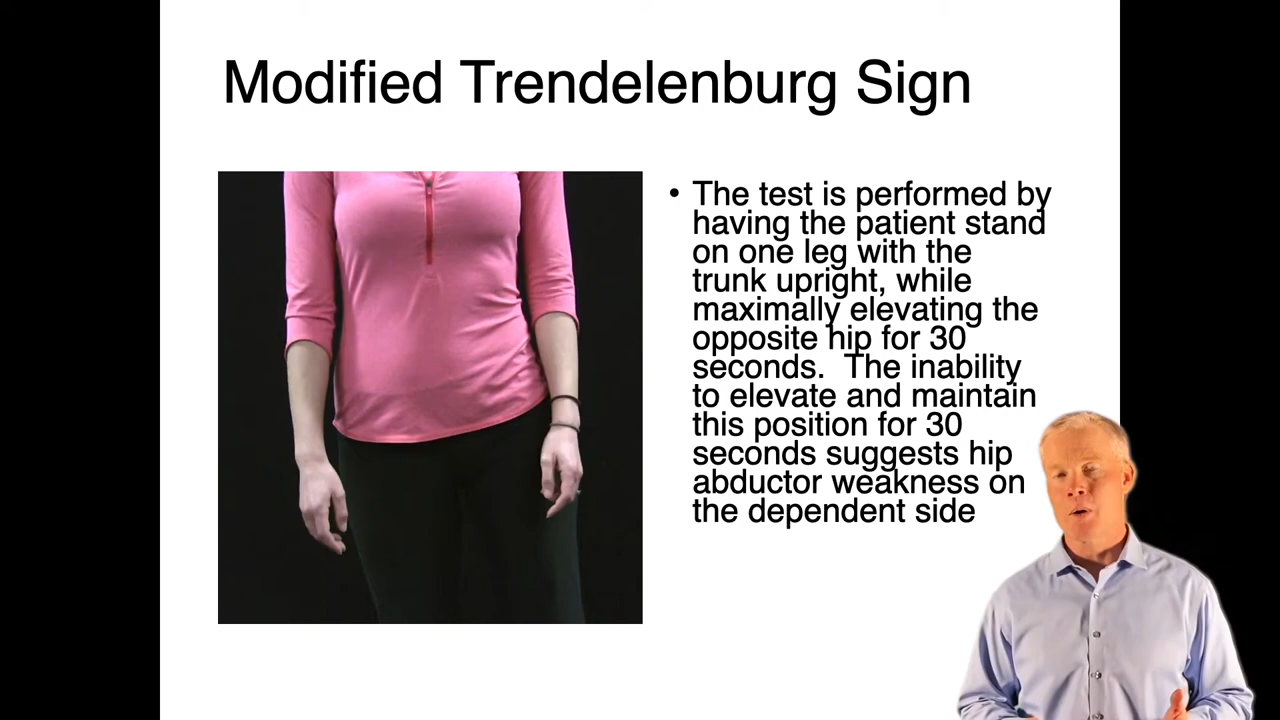 Modified Trendelenburg Sign
• The test is performed by
having the patient stand
on one leg with the
trunk upright, while
maximally elevating the
opposite hip for 30
seconds.  The inability
to elevate and maintain
this position for 30
seconds suggests hip
abductor weakness on
the dependent side